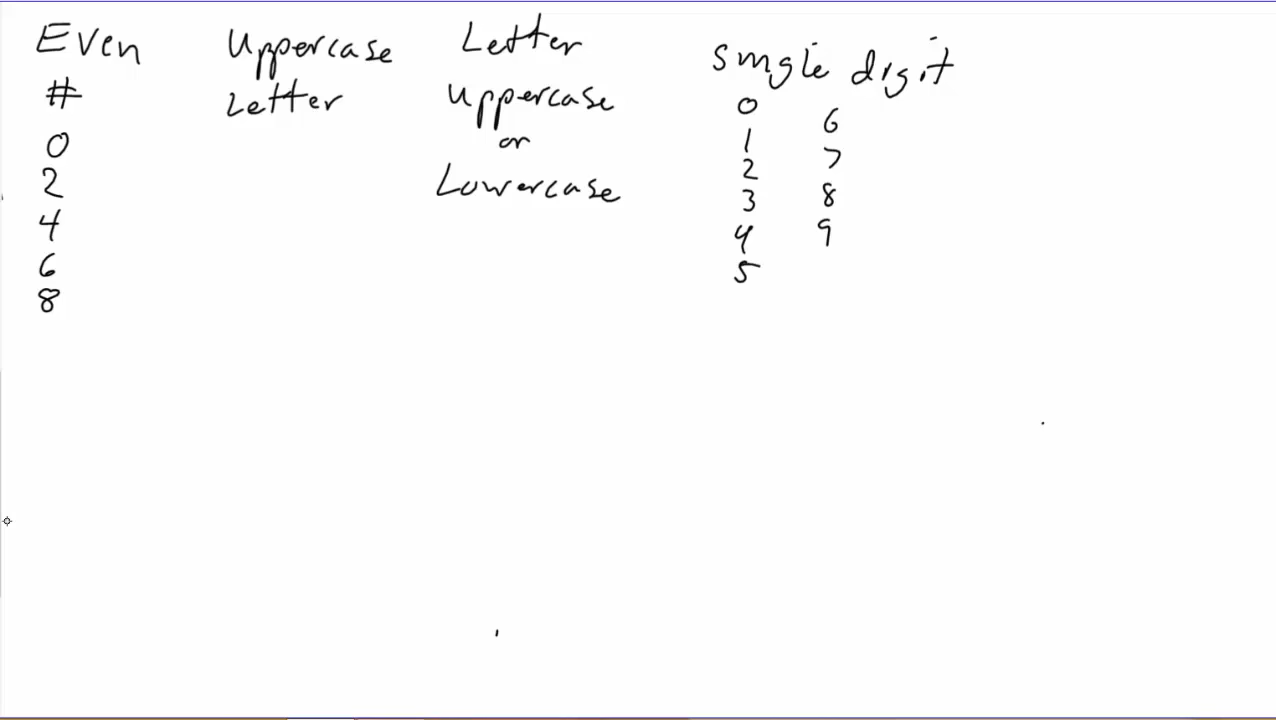 Even
#
0
2
4
6
8
Uppercase
Letter
Letter
Uppercase
or
Lowercase
single digit
0
1
2
3
4
5
6
7
8
9